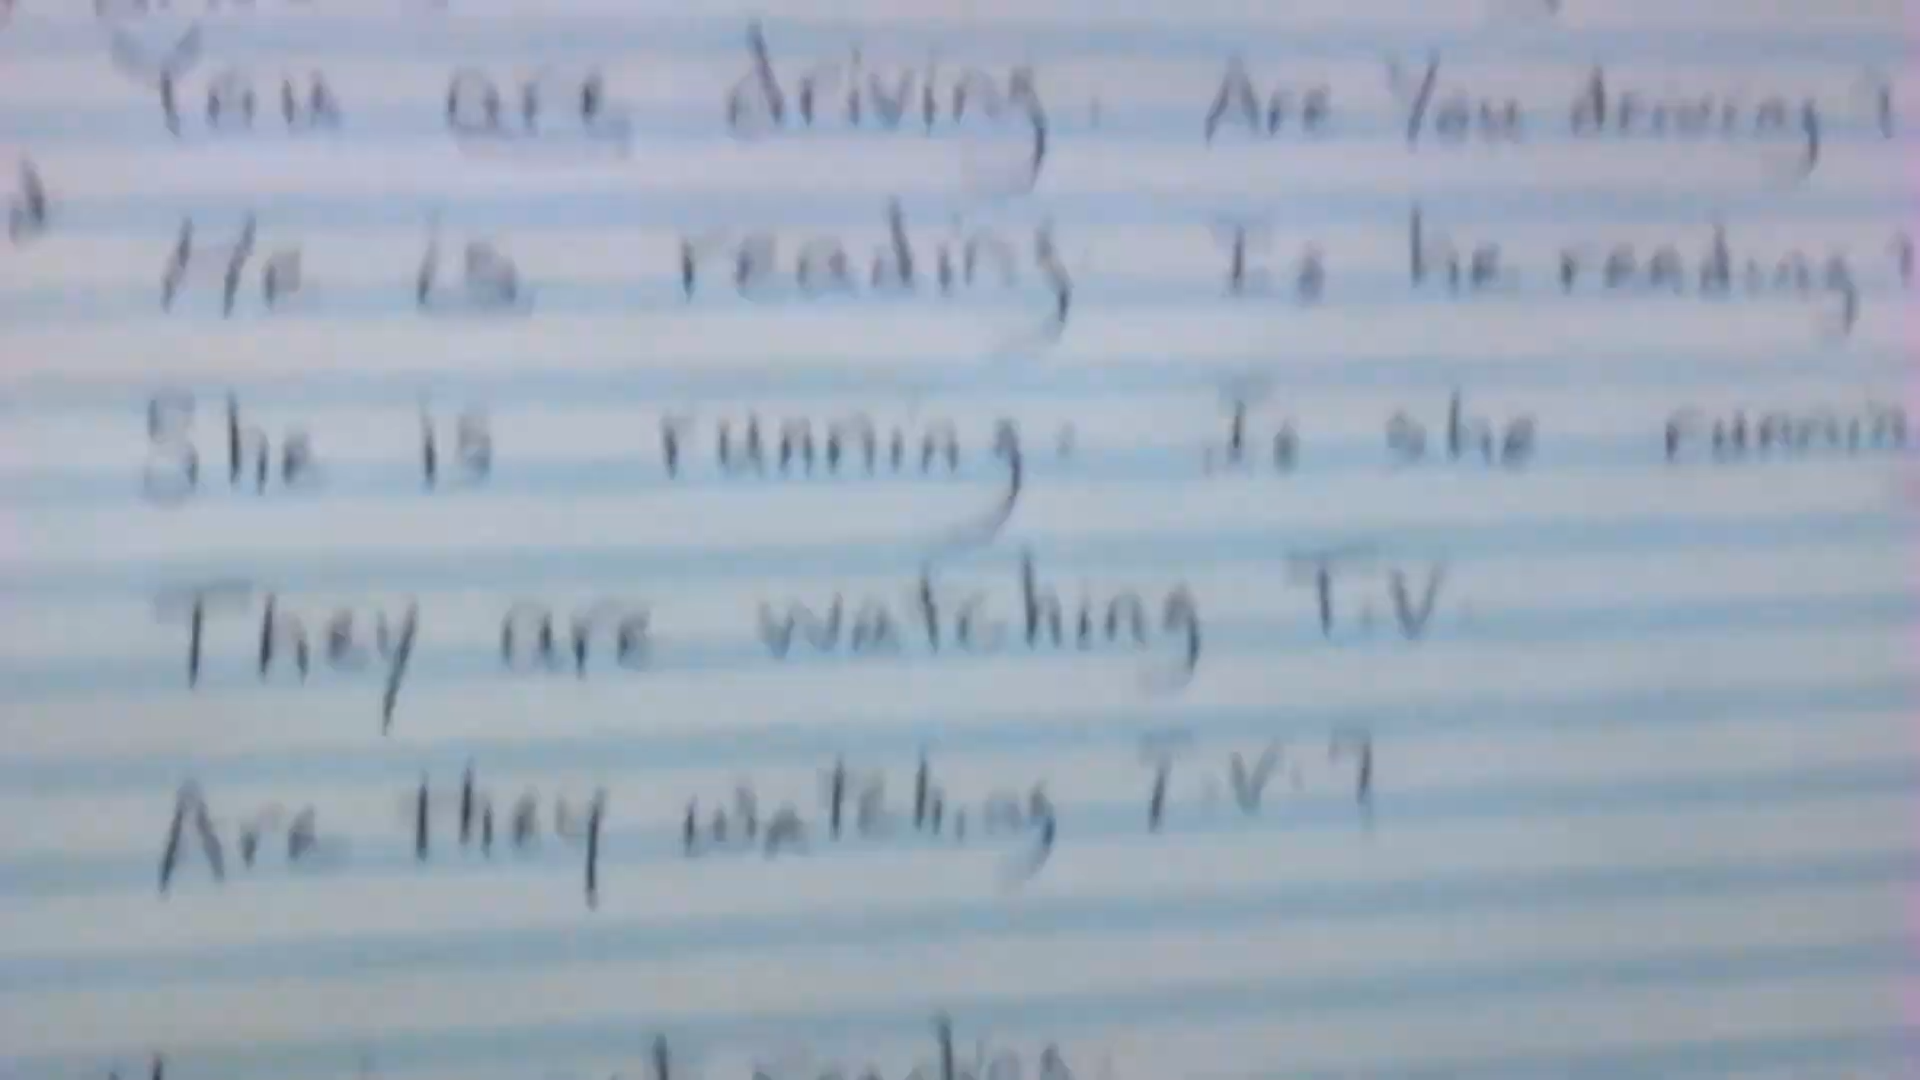 You are driving. Are You driving?
He is reading. Is he reading?
She is running. Is she runnin
They are watching T.V.
Are they watching T.V.?